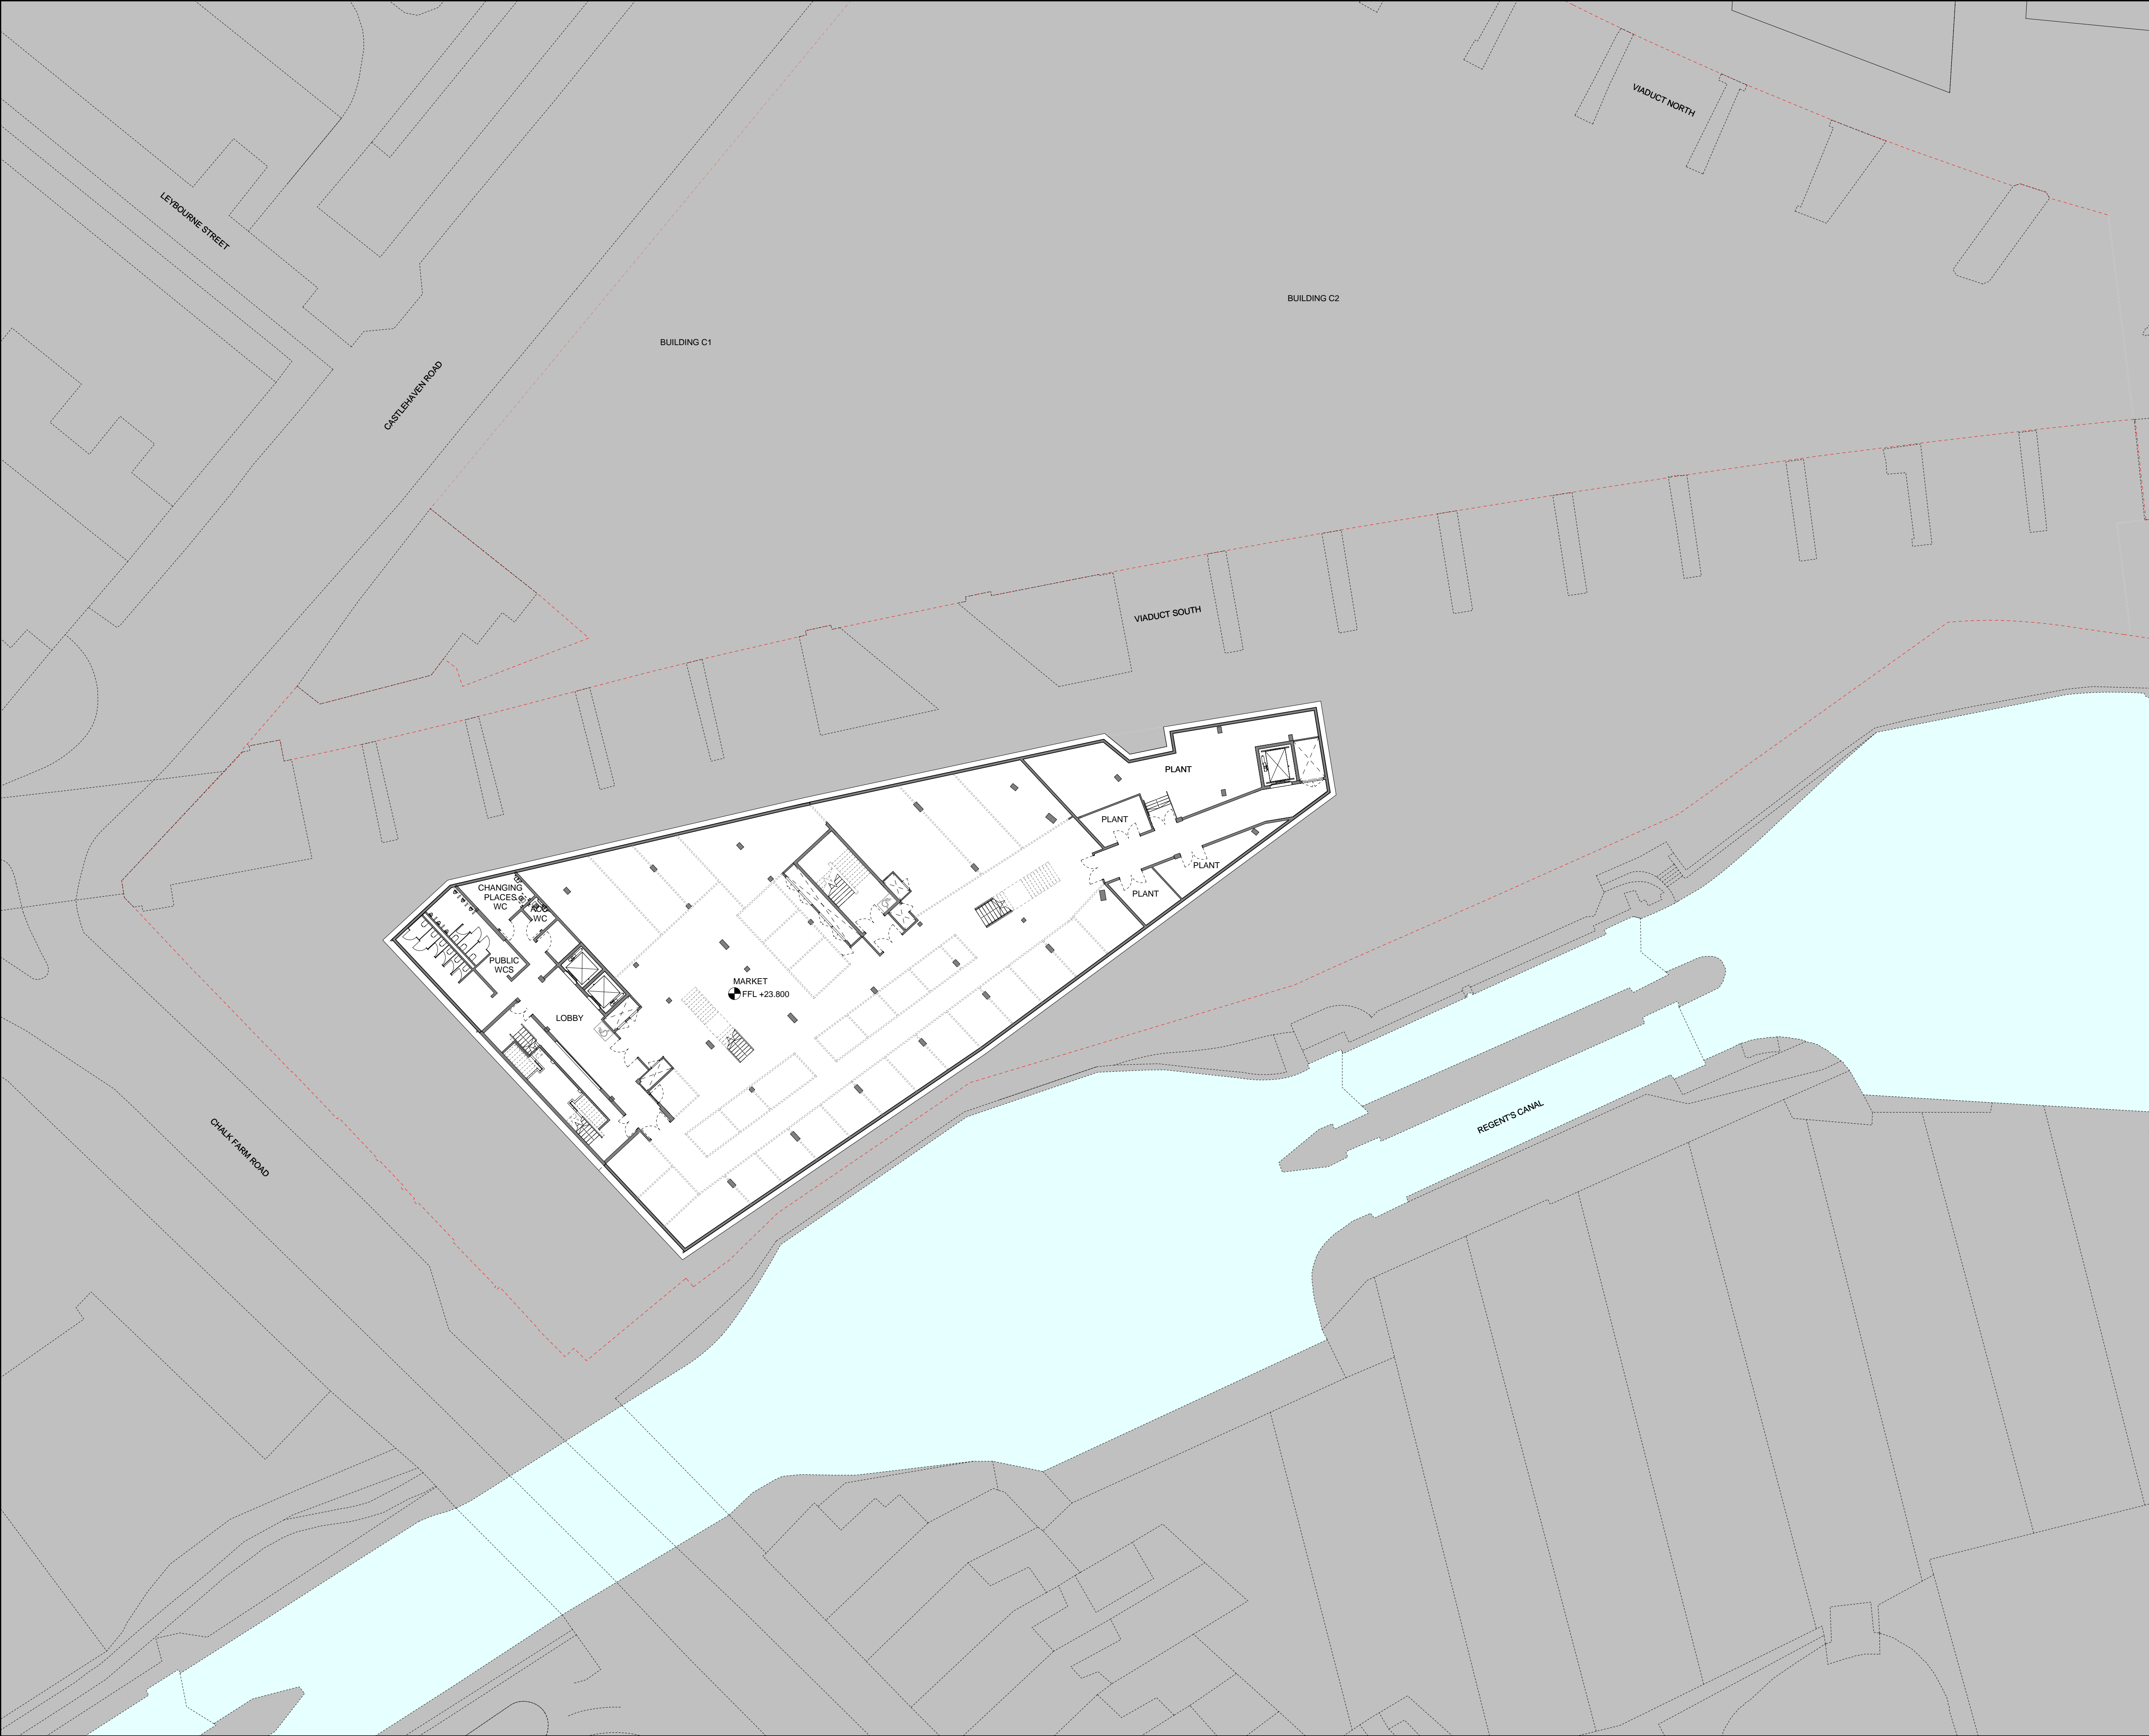 VIADUCT NORTH
LEYBOURNE STREET
BUILDING C2
BUILDING C1
CASTLEHAVEN ROAD
VIADUCT SOUTH
PLANT
PLANT
PLANT
PLANT
CHANGING
PLACES
WC
ACC
WC
PUBLIC
WCS
MARKET
FFL +23.800
LOBBY
CHALK FARM ROAD
REGENT'S CANAL